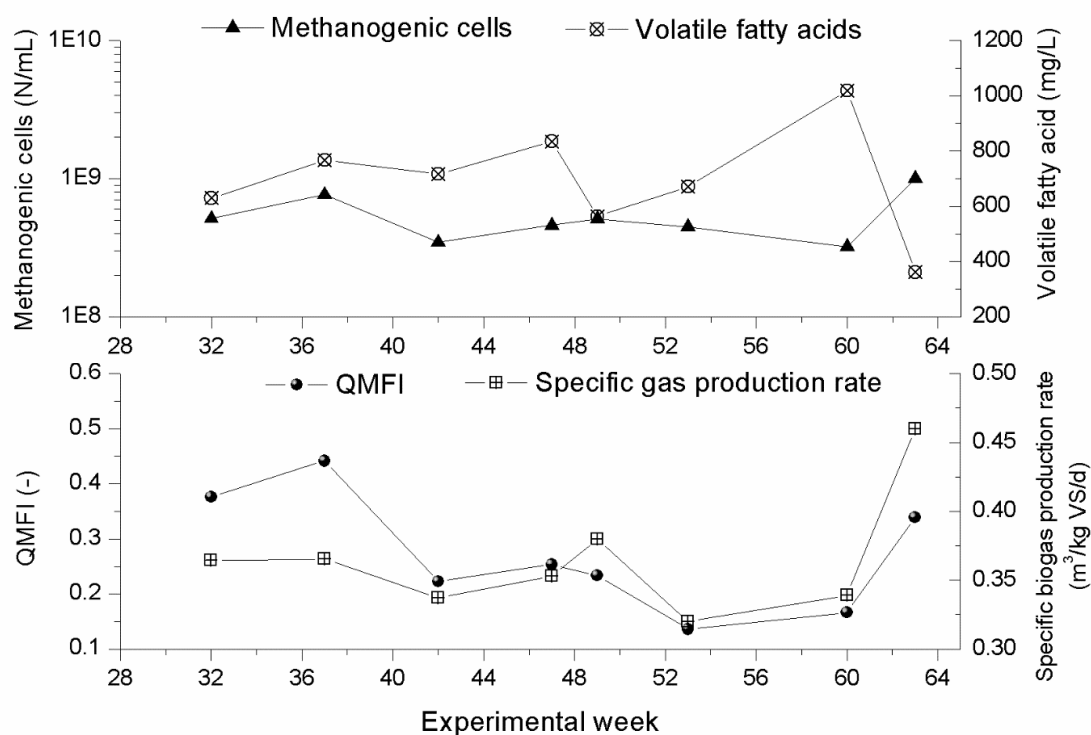 Methanogenic cells
Volatile fatty acids
Methanogenic cells (N/mL)
1E10
1E9
1E8
Volatile fatty acid (mg/L)
1200
1000
800
600
400
200
28 32 36 40 44 48 52 56 60 64
QMFI
Specific gas production rate
QMFI (-)
0.6
0.5
0.4
0.3
0.2
0.1
Specific biogas production rate
(m³/kg VS/d)
0.50
0.45
0.40
0.35
0.30
28 32 36 40 44 48 52 56 60 64
Experimental week